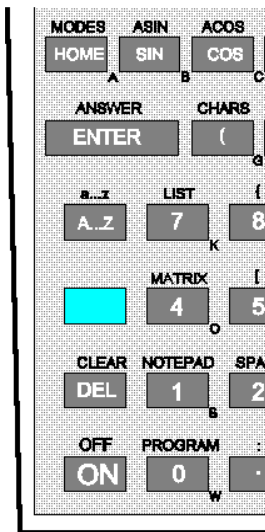 MODES ASIN ACOS
HOME SIN COS
A B C
ANSWER CHARS
ENTER (
G
a...z LIST {
A...Z 7 8
K
MATRIX [
4 5
O
CLEAR NOTEPAD SPA
DEL 1 2
S
OFF PROGRAM :
ON 0 .
W